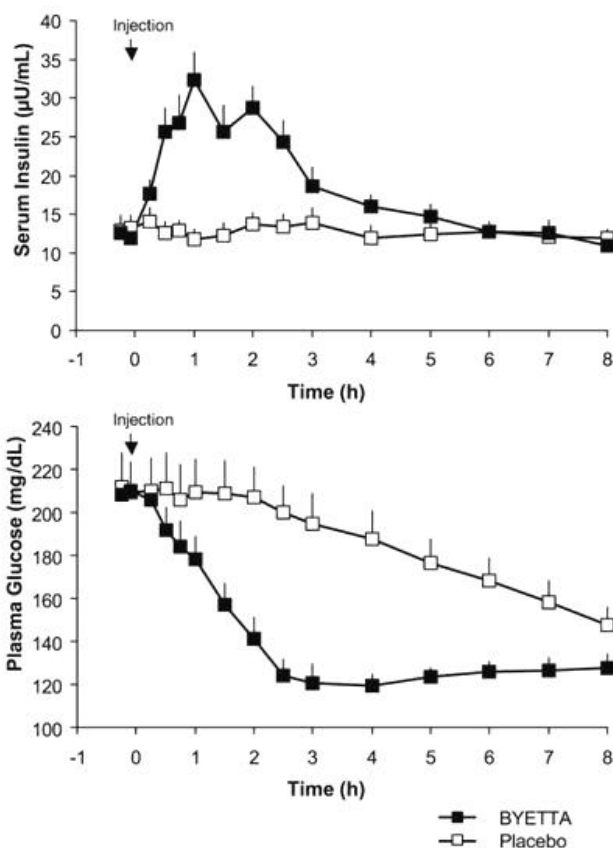 Injection
Serum Insulin (µU/mL)
40
35
30
25
20
15
10
5
0
-1 0 1 2 3 4 5 6 7 8
Time (h)
Injection
Plasma Glucose (mg/dL)
240
220
200
180
160
140
120
100
-1 0 1 2 3 4 5 6 7 8
Time (h)
BYETTA
Placebo